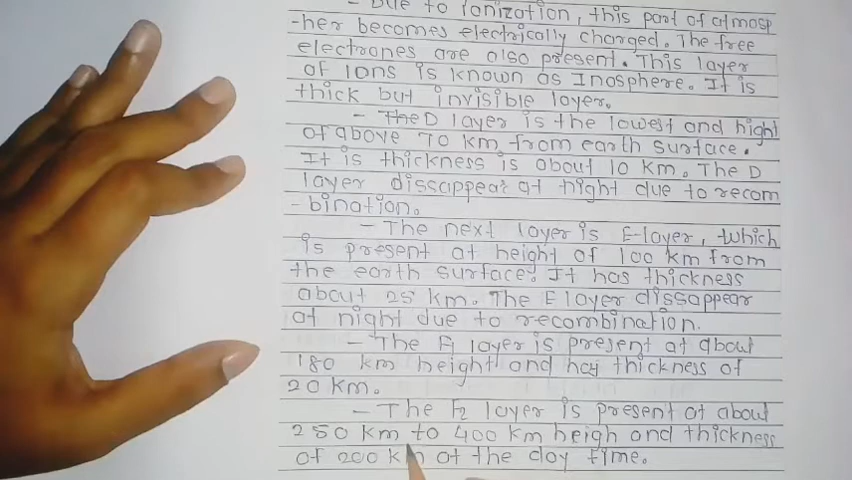 - Due to Ionization, this part of atmosp
-her becomes electrically charged. The free
electrones are also present. This layer
of Ions is known as Inosphere. It is
thick but invisible layer.
- The D layer is the lowest and hight
of above 70 km from earth surface.
It is thickness is about 10 km. The D
layer disscappear at night due to recom
- bination.
- The next layer is E-layer, which
is present at height of 100 km from
the earth surface. It has thickness
about 25 km. The E layer dissappear
at night due to recombination.
- The F1 layer is present at about
180 km height and has thickness of
20 km.
- The F2 layer is present at about
250 km to 400 km heigh and thickness
of 200 km at the day time.